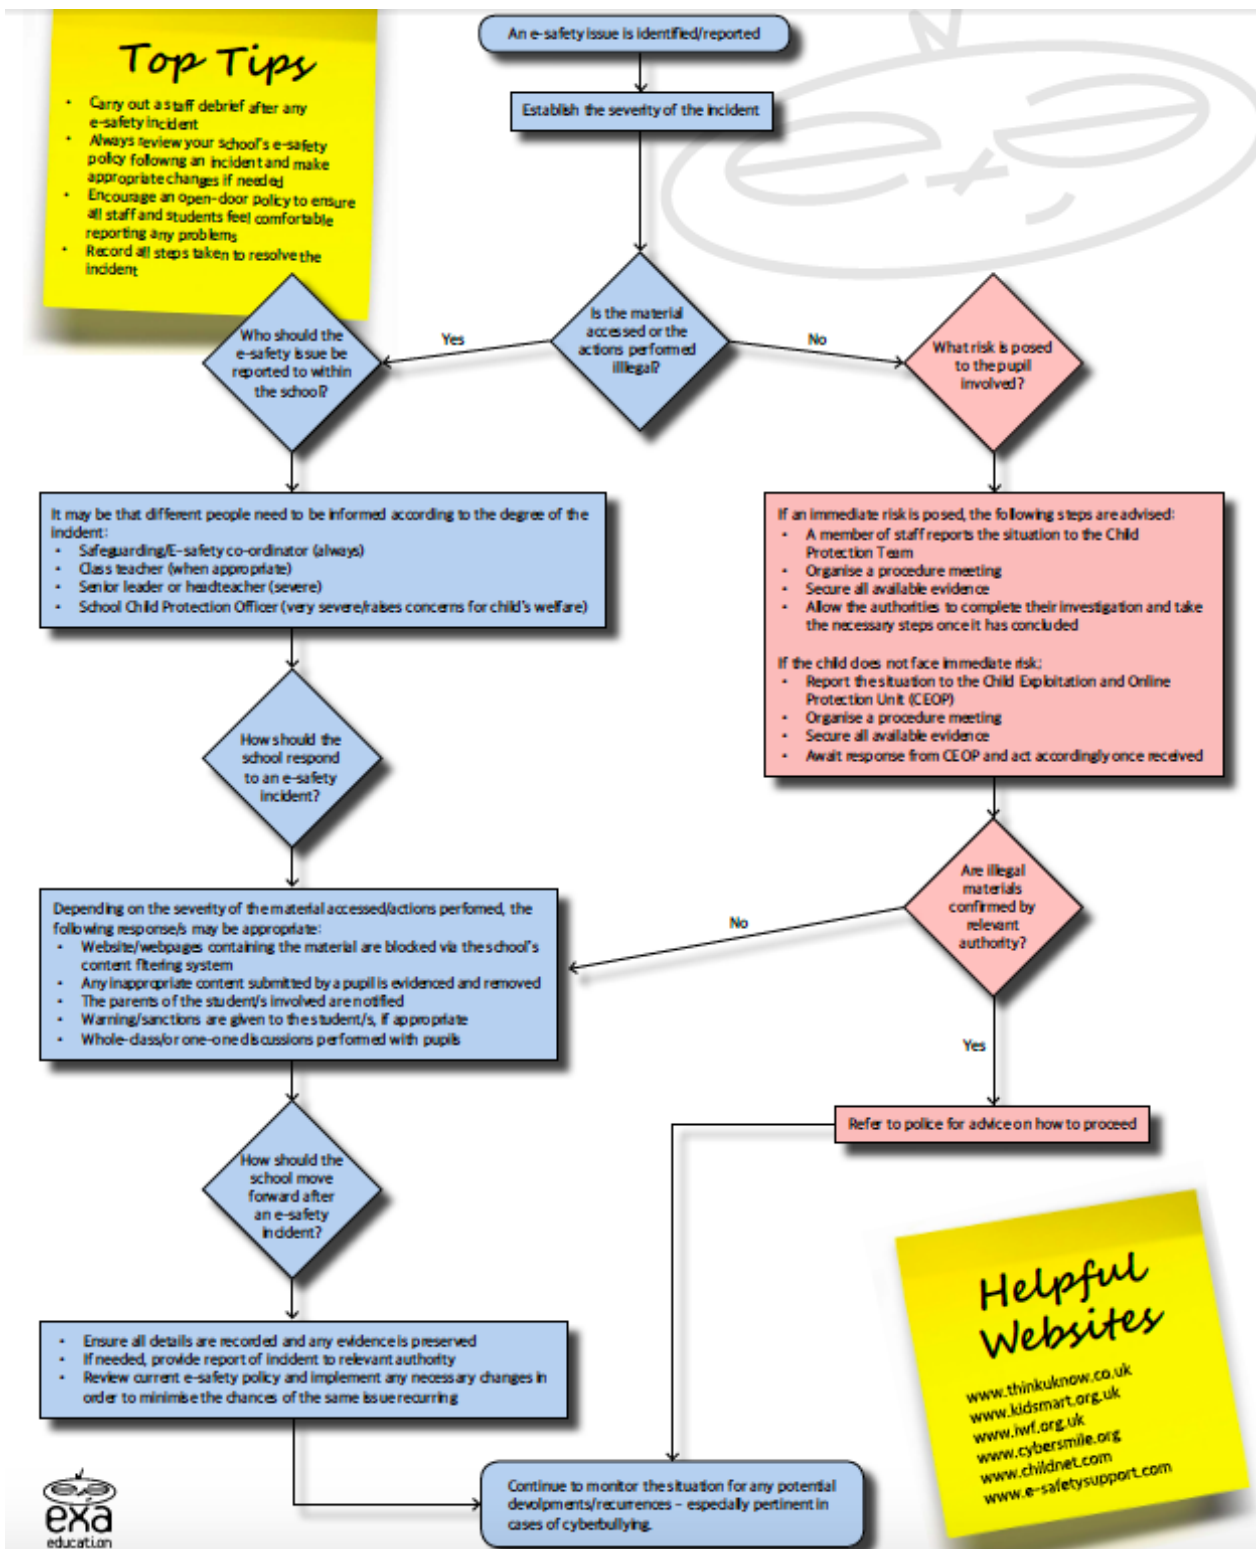 An e-safety issue is identified/reported
Top Tips
• Carry out a staff debrief after any
e-safety incident
• Always review your school's e-safety
policy followng an incident and make
appropriate changes if needed
• Encourage an open-door policy to ensure
all staff and students feel comfortable
reporting any problems
• Record all steps taken to resolve the
incident
Establish the severity of the incident
Is the material
accessed or the
actions performed
illlegal?
Yes
No
Who should the
e-safety issue be
reported to within
the school?
What risk is posed
to the pupil
involved?
It may be that different people need to be informed according to the degree of the
incident:
• Safeguarding/E-safety co-ordinator (always)
• Class teacher (when appropriate)
• Senior leader or headteacher (severe)
• School Child Protection Officer (very severe/raises concerns for child's welfare)
If an immediate risk is posed, the following steps are advised:
• A member of staff reports the situation to the Child
Protection Team
• Organise a procedure meeting
• Secure all available evidence
• Allow the authorities to complete their investigation and take
the necessary steps once it has concluded
If the child does not face immediate risk;
• Report the situation to the Child Exploitation and Online
Protection Unit (CEOP)
• Organise a procedure meeting
• Secure all available evidence
• Await response from CEOP and act accordingly once received
How should the
school respond
to an e-safety
incident?
Are illegal
materials
confirmed by
relevant
authority?
No
Yes
Depending on the severity of the material accessed/actions perfomed, the
following response/s may be appropriate:
• Website/webpages containing the material are blocked via the school's
content fltering system
• Any inappropriate content submitted by a pupil is evidenced and removed
• The parents of the student/s involved are notified
• Warning/sanctions are given to the student/s, if appropriate
• Whole-class/or one-one discussions performed with pupils
Refer to police for advice on how to proceed
How should the
school move
forward after
an e-safety
incident?
• Ensure all details are recorded and any evidence is preserved
• If needed, provide report of incident to relevant authority
• Review current e-safety policy and implement any necessary changes in
order to minimise the chances of the same issue recurring
Continue to monitor the situation for any potential
devolpments/recurrences – especially pertinent in
cases of cyberbullying.
Helpful
Websites
www.thinkuknow.co.uk
www.kidsmart.org.uk
www.iwf.org.uk
www.cybersmile.org
www.childnet.com
www.e-safetysupport.com
exa
education